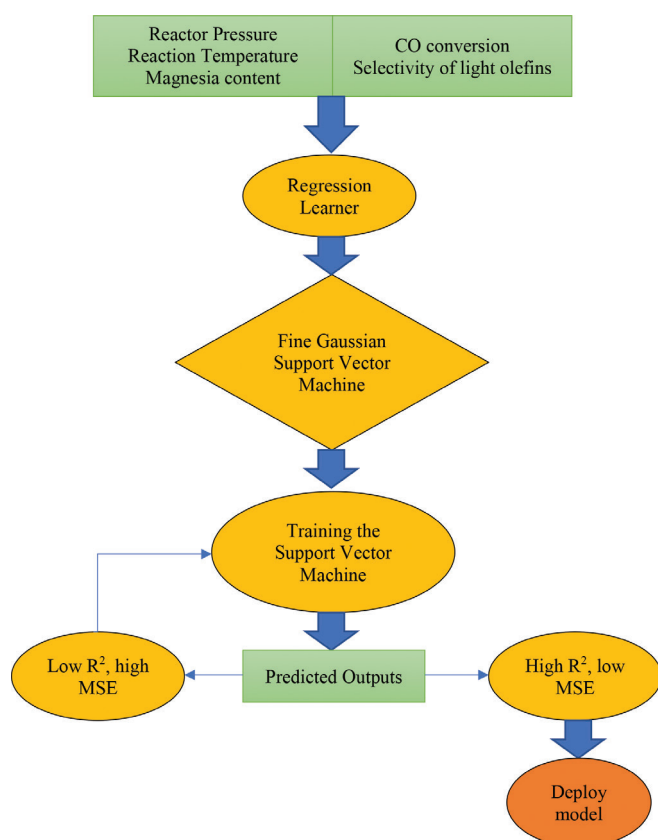 Reactor Pressure
Reaction Temperature
Magnesia content
CO conversion
Selectivity of light olefins
Regression
Learner
Fine Gaussian
Support Vector
Machine
Training the
Support Vector
Machine
Low R², high
MSE
Predicted Outputs
High R², low
MSE
Deploy
model